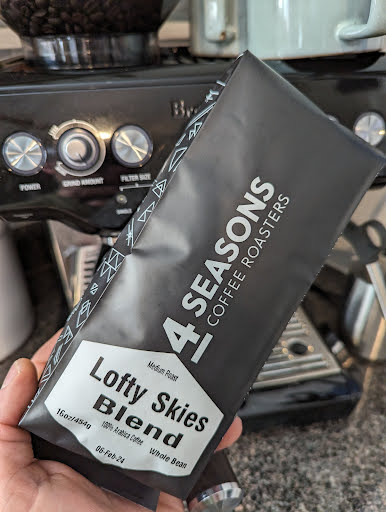 POWER
GRIND AMOUNT
FILTER SIZE
4 SEASONS
COFFEE ROASTERS
Medium Roast
Lofty Skies
Blend
16oz/454g
100% Arabica Coffee
Whole Bean
06-Feb-24